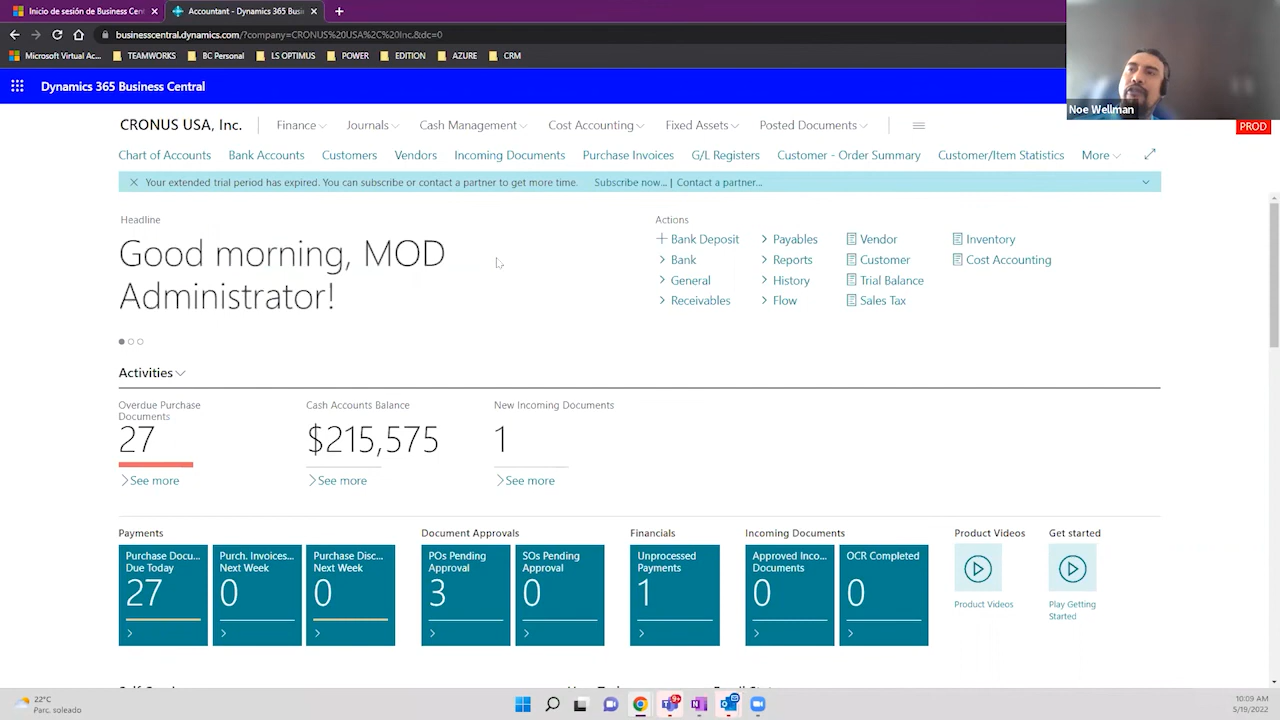 Inicio de sesión de Business Cen
Accountant - Dynamics 365 Busin
businesscentral.dynamics.com/?company=CRONUS%20USA%2C%20Inc.&dc=0
Microsoft Virtual Ac...
TEAMWORKS
BC Personal
LS OPTIMUS
POWER
EDITION
AZURE
CRM
Noe Wellman
PROD
Dynamics 365 Business Central
CRONUS USA, Inc.
Finance
Journals
Cash Management
Cost Accounting
Fixed Assets
Posted Documents
Chart of Accounts
Bank Accounts
Customers
Vendors
Incoming Documents
Purchase Invoices
G/L Registers
Customer - Order Summary
Customer/Item Statistics
More
Your extended trial period has expired. You can subscribe or contact a partner to get more time.
Subscribe now... | Contact a partner...
Headline
Good morning, MOD
Administrator!
Actions
Bank Deposit
Payables
Vendor
Inventory
Bank
Reports
Customer
Cost Accounting
General
History
Trial Balance
Receivables
Flow
Sales Tax
Activities
Overdue Purchase
Documents
27
See more
Cash Accounts Balance
$215,575
See more
New Incoming Documents
1
See more
Payments
Purchase Docu...
Due Today
27
Purch. Invoices...
Next Week
0
Purchase Disc...
Next Week
0
Document Approvals
POs Pending
Approval
3
SOs Pending
Approval
0
Financials
Unprocessed
Payments
1
Incoming Documents
Approved Inco...
Documents
0
OCR Completed
0
Product Videos
Product Videos
Get started
Play Getting
Started
22°C
Parc. soleado
9+
10:09 AM
5/19/2022